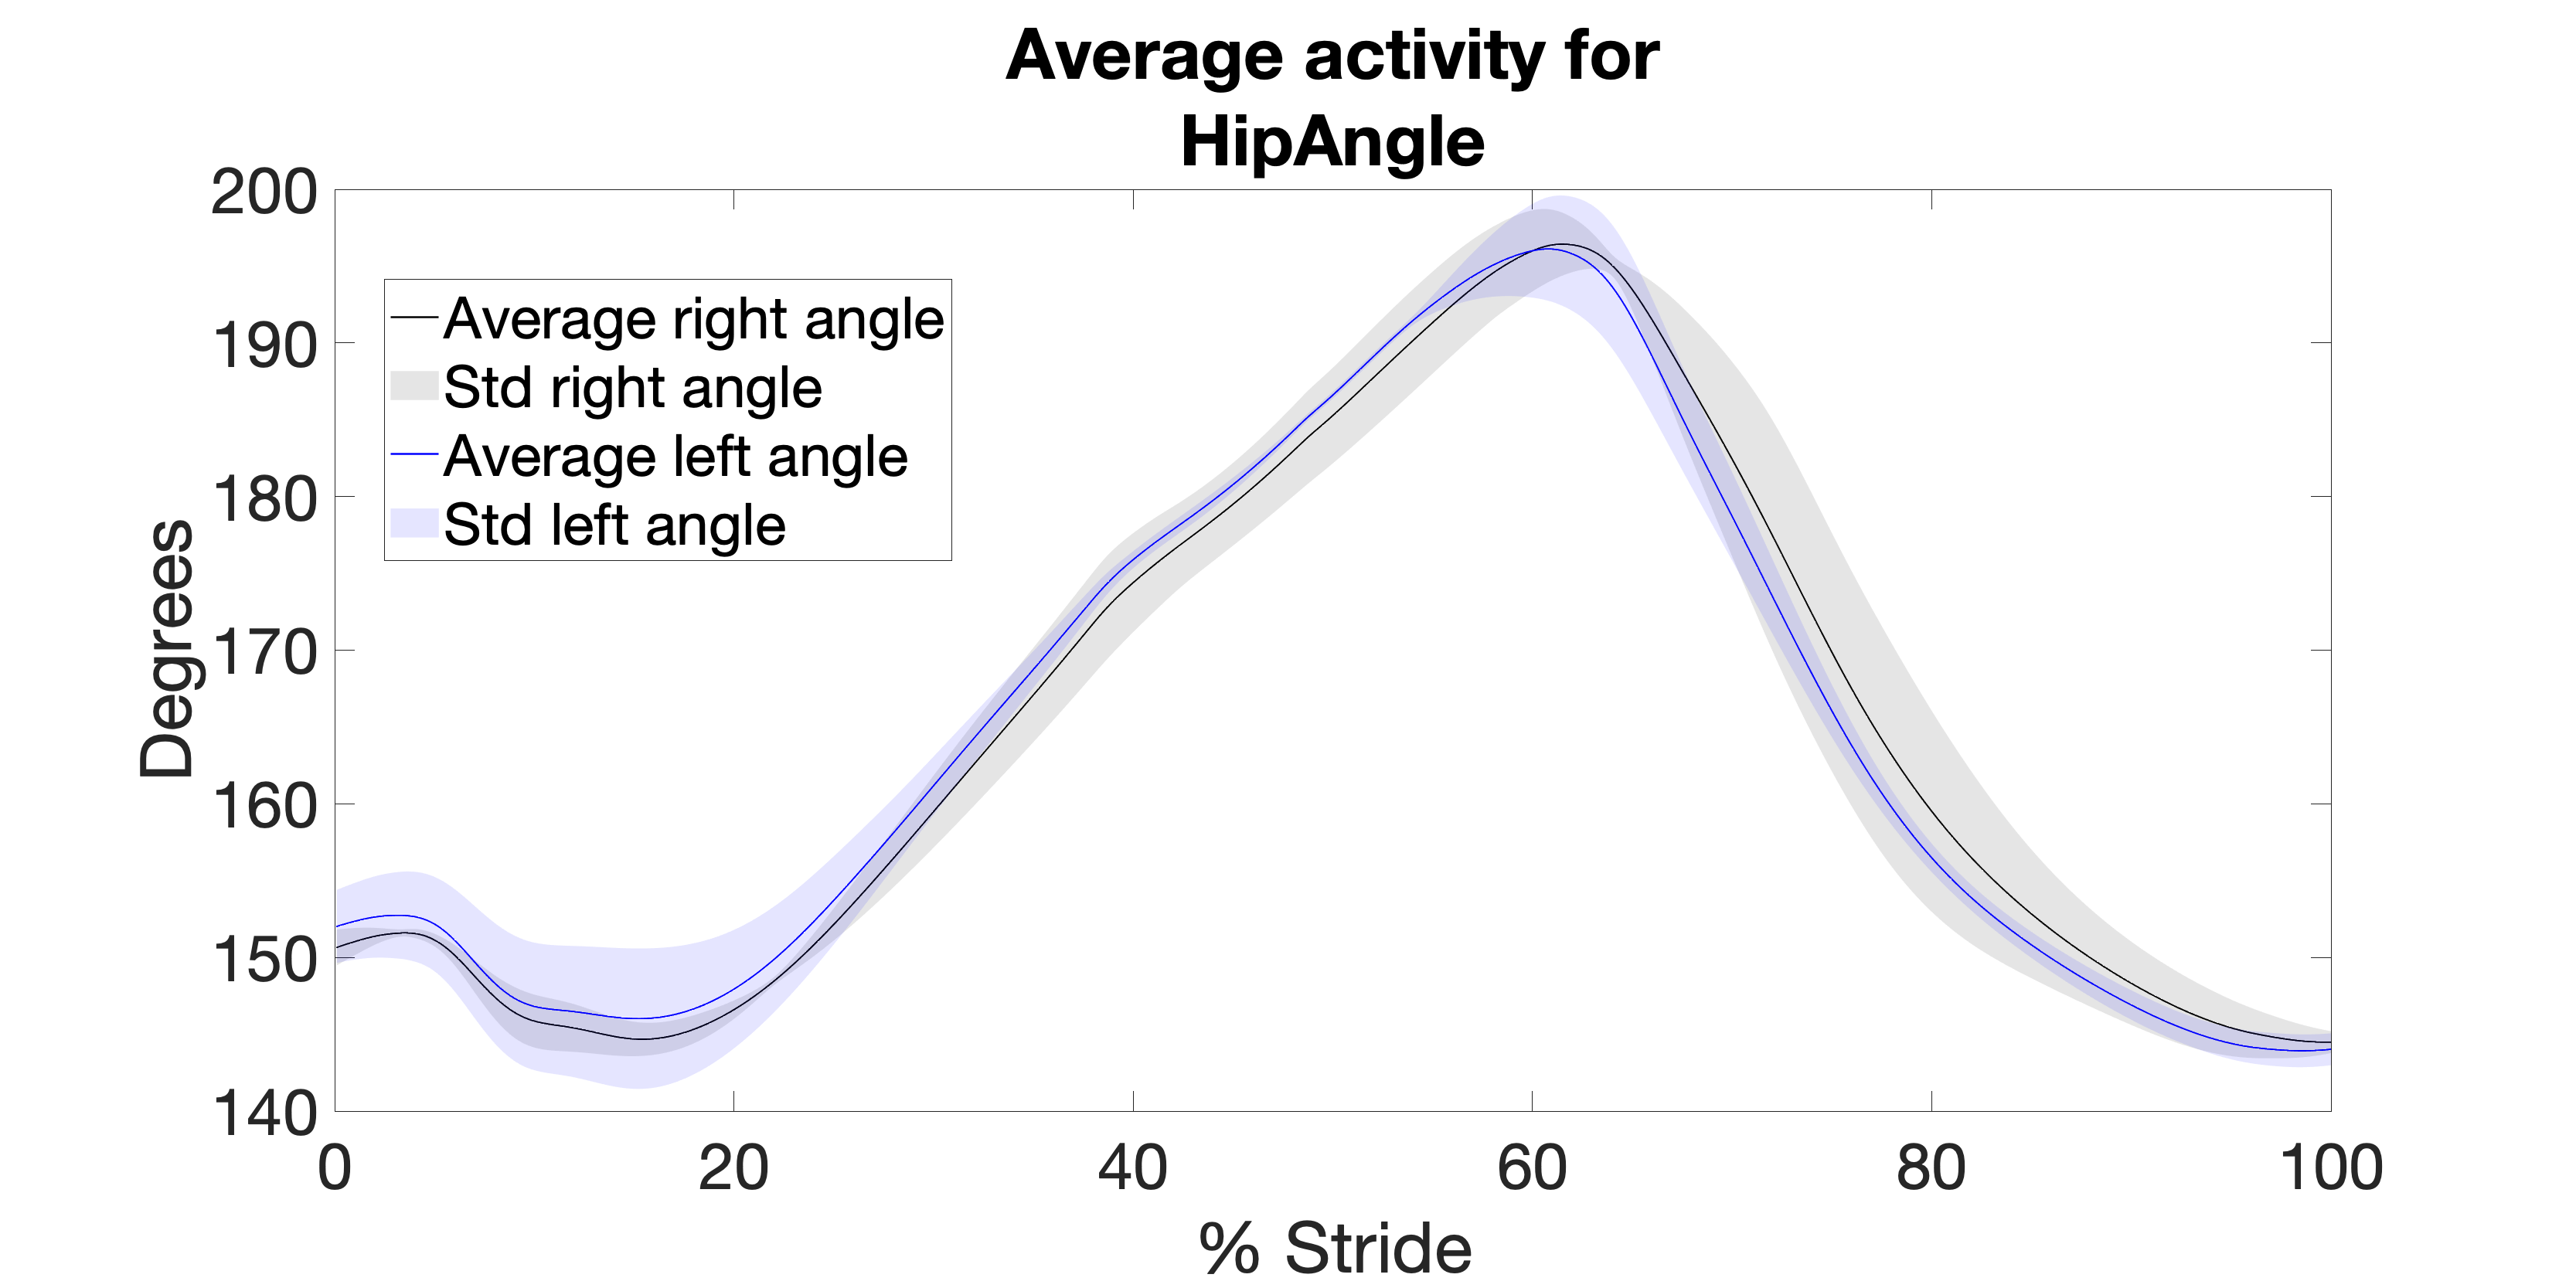 Average activity for
HipAngle
200
190
180
170
160
150
140
Degrees
Average right angle
Std right angle
Average left angle
Std left angle
0 20 40 60 80 100
% Stride